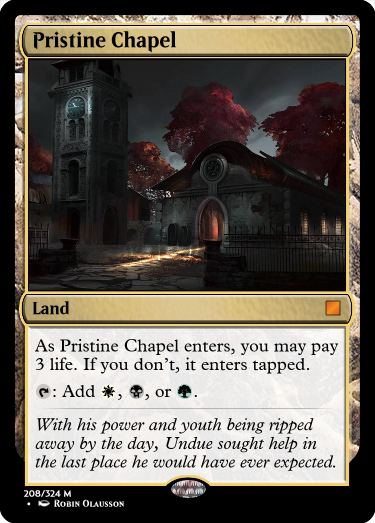 Pristine Chapel
Land
As Pristine Chapel enters, you may pay
3 life. If you don't, it enters tapped.
: Add , , or .
With his power and youth being ripped
away by the day, Undue sought help in
the last place he would have ever expected.
208/324 M
• Robin Olausson